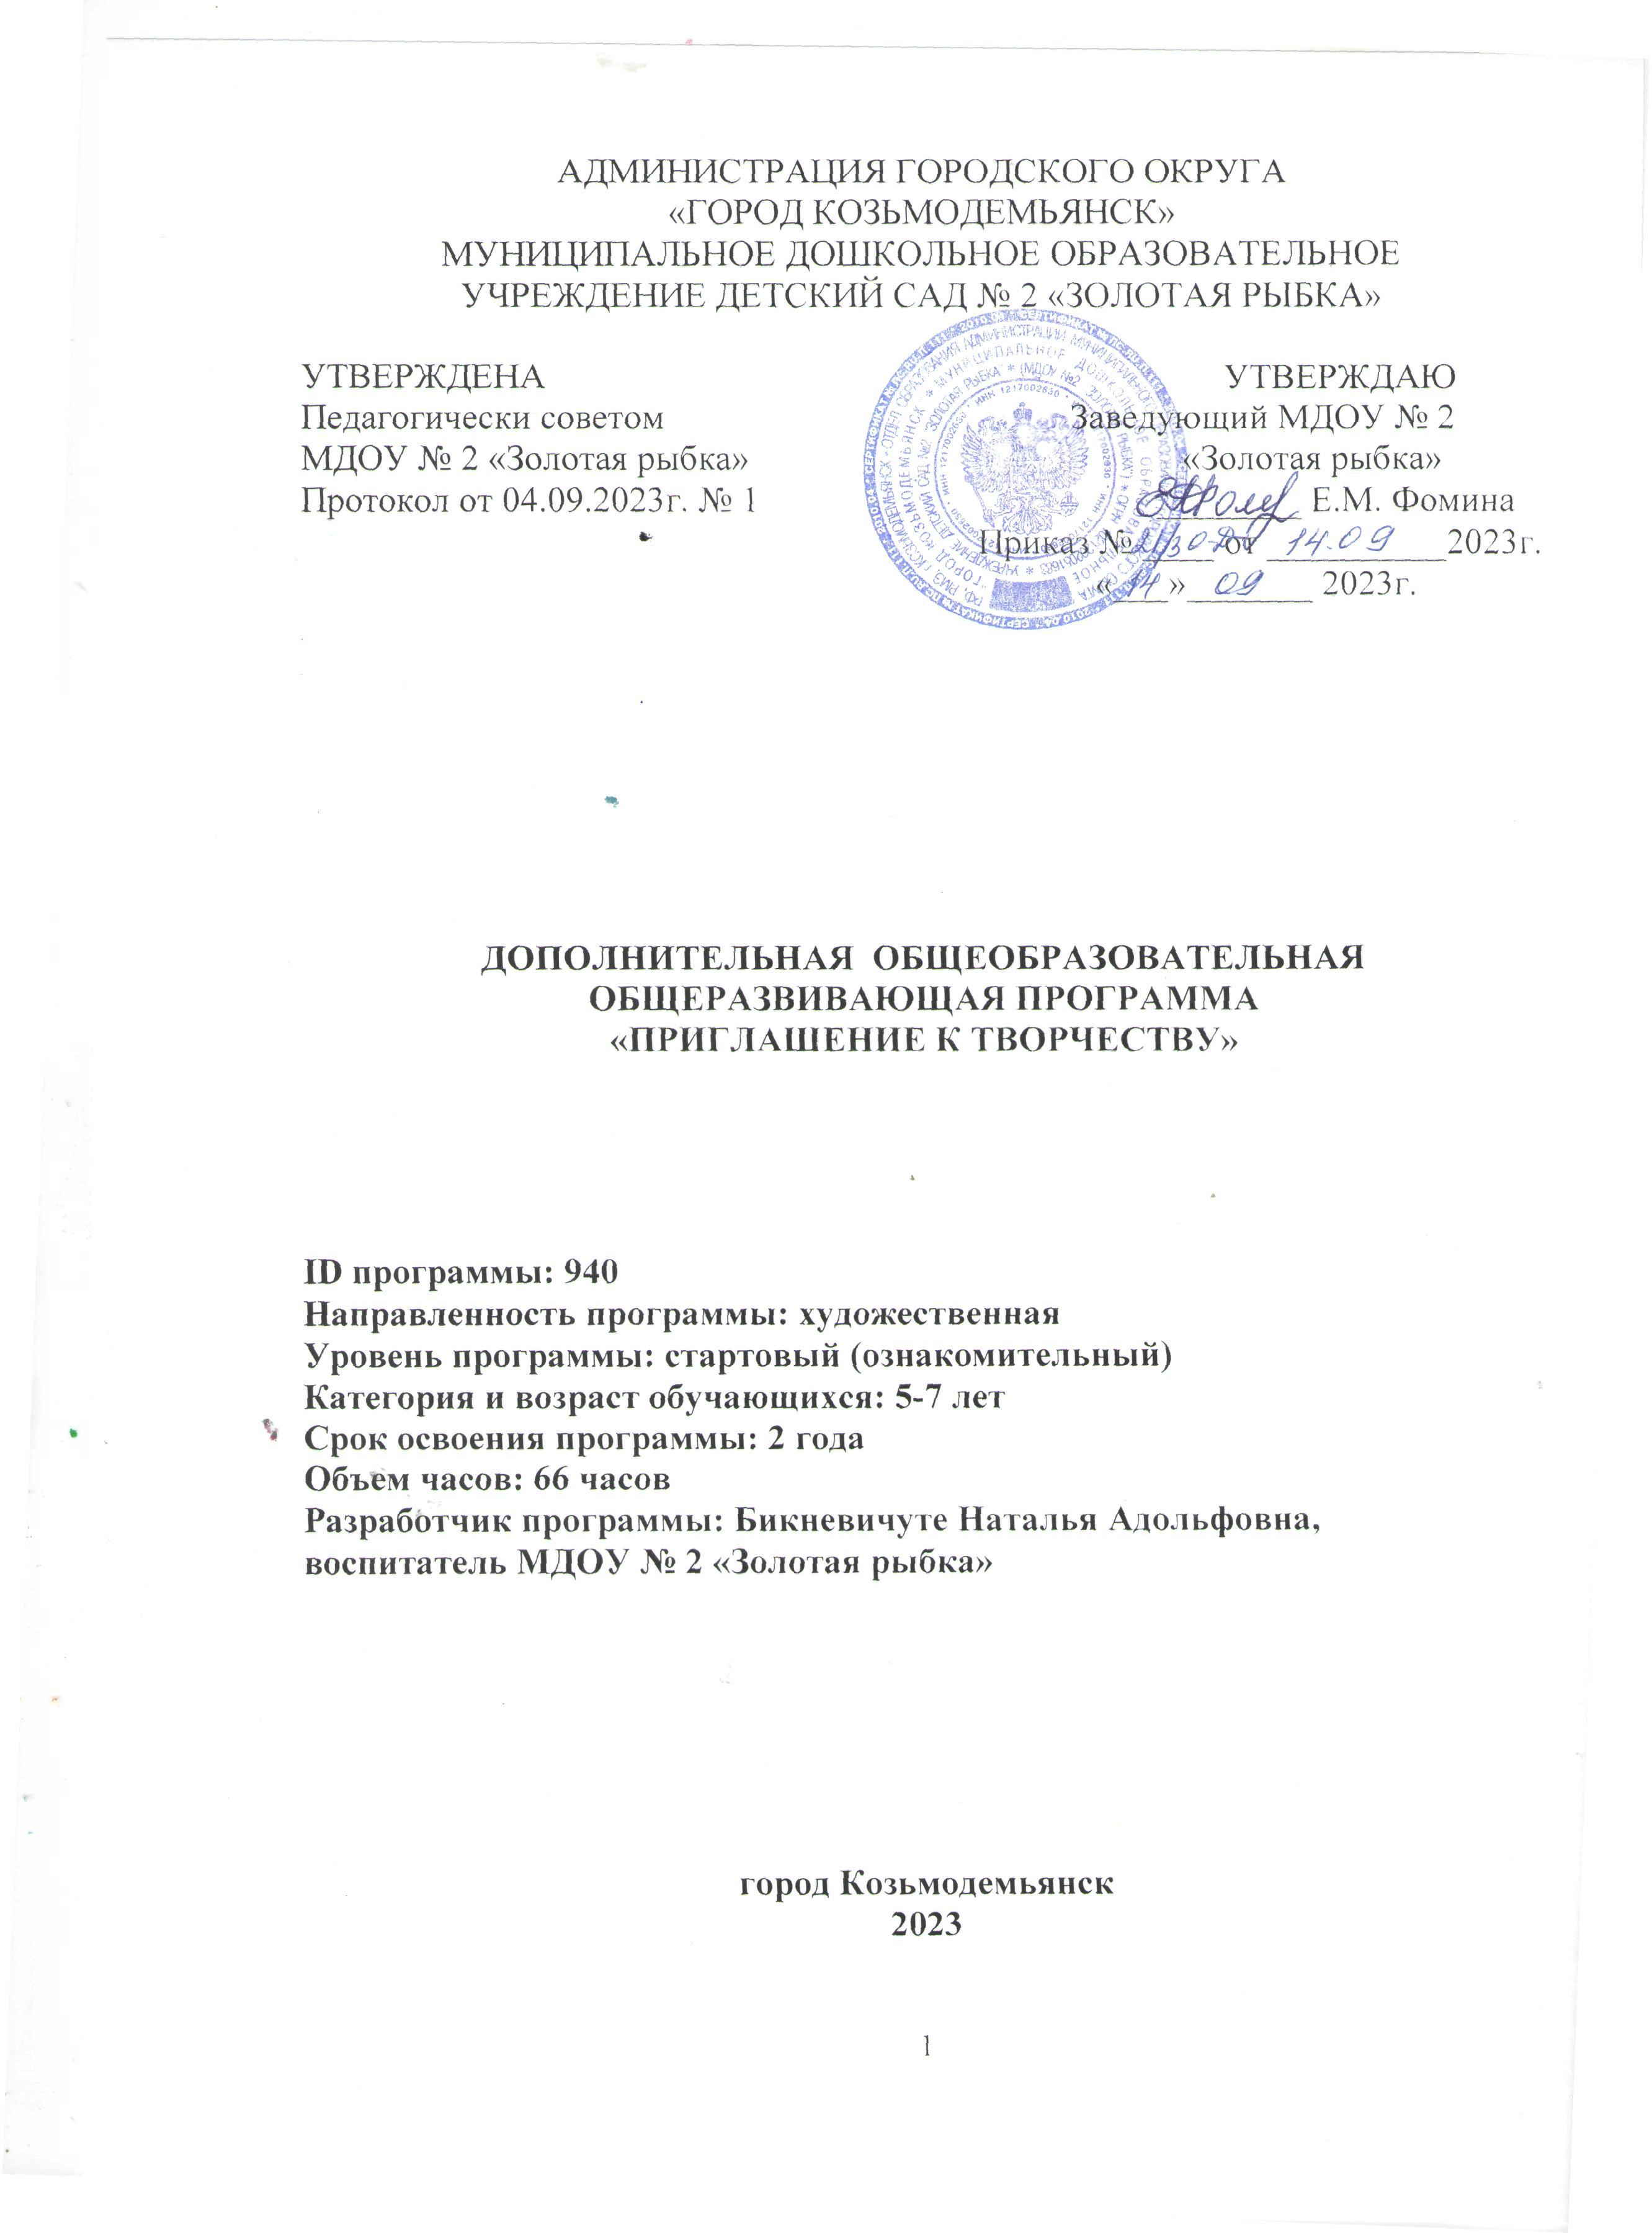 АДМИНИСТРАЦИЯ ГОРОДСКОГО ОКРУГА
«ГОРОД КОЗЬМОДЕМЬЯНСК»
МУНИЦИПАЛЬНОЕ ДОШКОЛЬНОЕ ОБРАЗОВАТЕЛЬНОЕ
УЧРЕЖДЕНИЕ ДЕТСКИЙ САД № 2 «ЗОЛОТАЯ РЫБКА»
УТВЕРЖДЕНА
Педагогически советом
МДОУ № 2 «Золотая рыбка»
Протокол от 04.09.2023г. № 1
УТВЕРЖДАЮ
Заведующий МДОУ № 2
«Золотая рыбка»
Е.М. Фомина
Приказ № от 14.09 2023г.
«14» 09 2023г.
ДОПОЛНИТЕЛЬНАЯ ОБЩЕОБРАЗОВАТЕЛЬНАЯ
ОБЩЕРАЗВИВАЮЩАЯ ПРОГРАММА
«ПРИГЛАШЕНИЕ К ТВОРЧЕСТВУ»
ID программы: 940
Направленность программы: художественная
Уровень программы: стартовый (ознакомительный)
Категория и возраст обучающихся: 5-7 лет
Срок освоения программы: 2 года
Объем часов: 66 часов
Разработчик программы: Бикневичуте Наталья Адольфовна,
воспитатель МДОУ № 2 «Золотая рыбка»
город Козьмодемьянск
2023
1